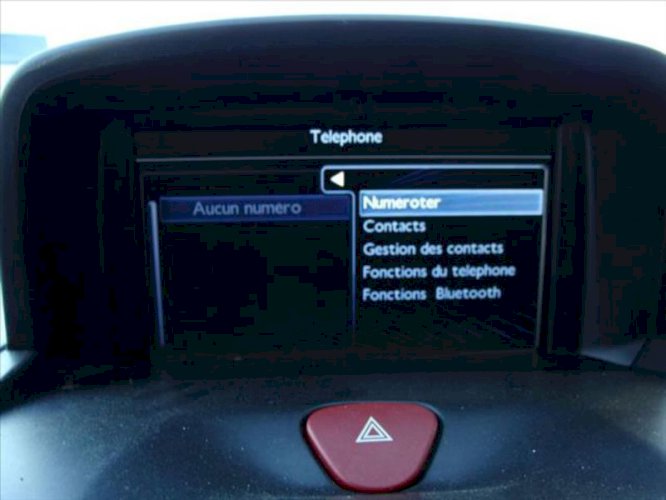 Telephone
Aucun numero
Numeroter
Contacts
Gestion des contacts
Fonctions du telephone
Fonctions Bluetooth